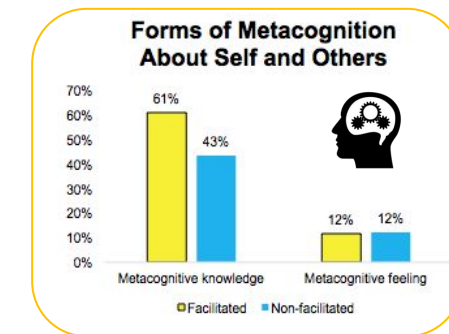 Forms of Metacognition
About Self and Others
70%
60%
50%
40%
30%
20%
10%
0%
61%
43%
12%
12%
Metacognitive knowledge
Metacognitive feeling
Facilitated
Non-facilitated